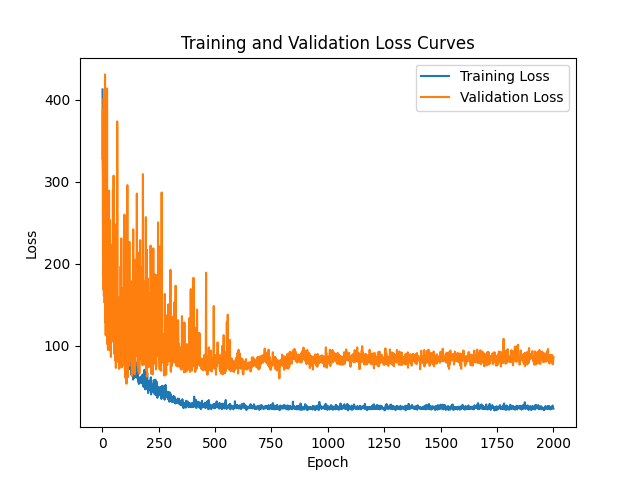 Training and Validation Loss Curves
Training Loss
Validation Loss
400
300
200
100
Loss
0 250 500 750 1000 1250 1500 1750 2000
Epoch